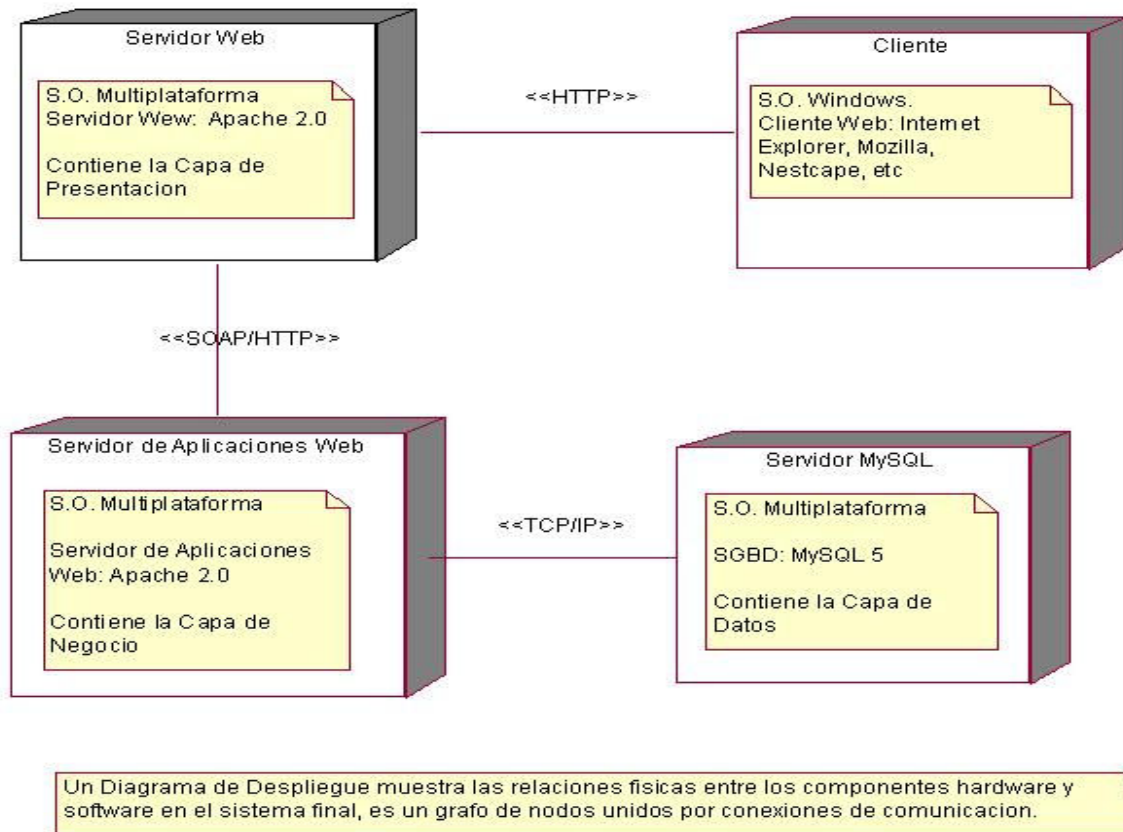 Servidor Web
S.O. Multiplataforma
Servidor Wew: Apache 2.0
Contiene la Capa de
Presentacion
<<HTTP>>
Cliente
S.O. Windows.
Cliente Web: Internet
Explorer, Mozilla,
Nestcape, etc
<<SOAP/HTTP>>
Servidor de Aplicaciones Web
S.O. Multiplataforma
Servidor de Aplicaciones
Web: Apache 2.0
Contiene la Capa de
Negocio
<<TCP/IP>>
Servidor MySQL
S.O. Multiplataforma
SGBD: MySQL 5
Contiene la Capa de
Datos
Un Diagrama de Despliegue muestra las relaciones fisicas entre los componentes hardware y
software en el sistema final, es un grafo de nodos unidos por conexiones de comunicacion.